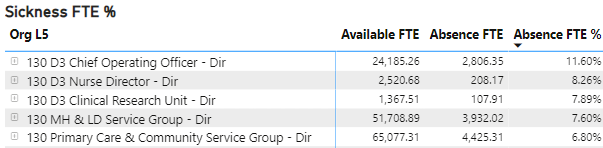 Sickness FTE %
Org L5 Available FTE Absence FTE Absence FTE %
130 D3 Chief Operating Officer - Dir 24,185.26 2,806.35 11.60%
130 D3 Nurse Director - Dir 2,520.68 208.17 8.26%
130 D3 Clinical Research Unit - Dir 1,367.51 107.91 7.89%
130 MH & LD Service Group - Dir 51,708.89 3,932.02 7.60%
130 Primary Care & Community Service Group - Dir 65,077.31 4,425.31 6.80%